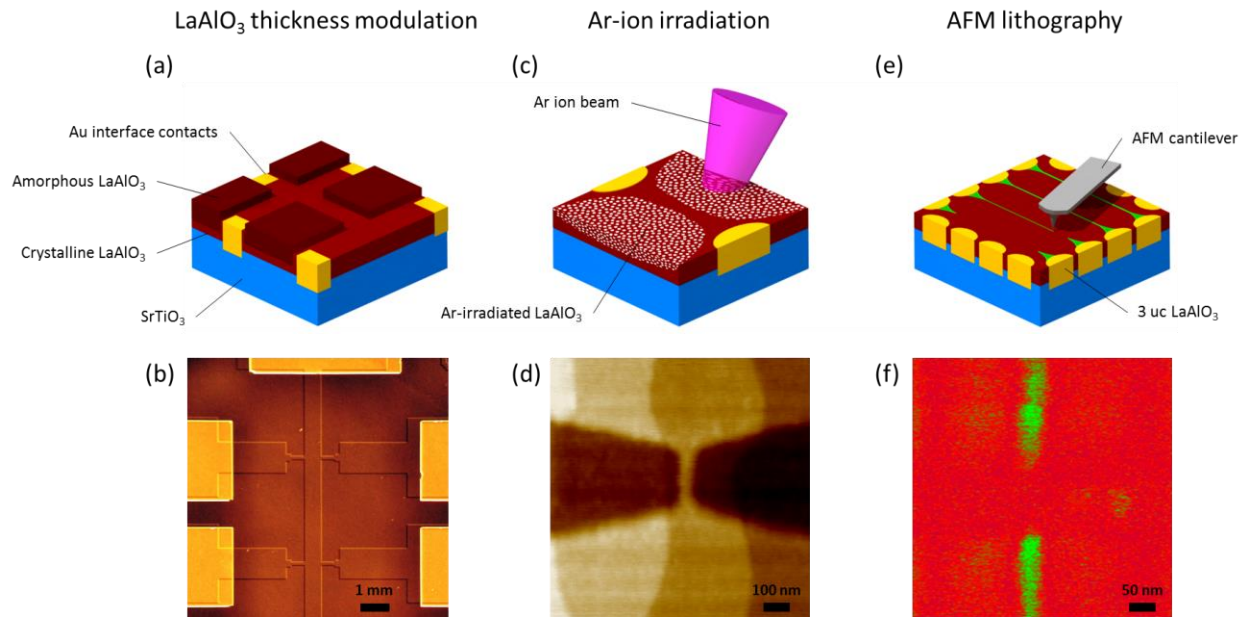 LaAlO₃ thickness modulation
Ar-ion irradiation
AFM lithography
(a)
(c)
(e)
Au interface contacts
Amorphous LaAlO₃
Crystalline LaAlO₃
SrTiO₃
Ar ion beam
Ar-irradiated LaAlO₃
AFM cantilever
3 uc LaAlO₃
(b)
(d)
(f)
1 mm
100 nm
50 nm